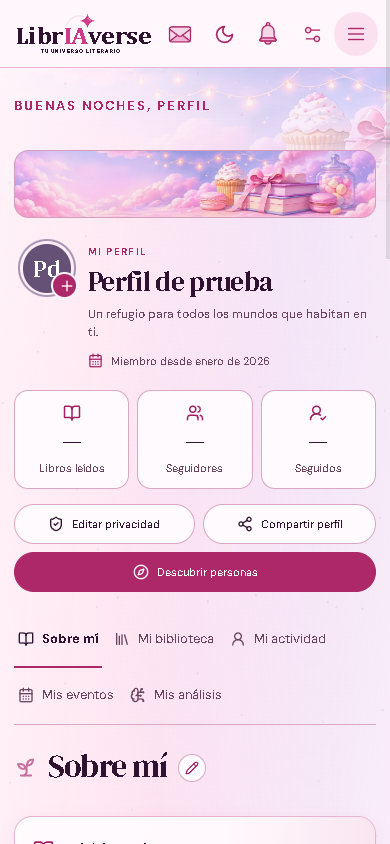 LibrIAverse
TU UNIVERSO LITERARIO
BUENAS NOCHES, PERFIL
Pd
MI PERFIL
Perfil de prueba
Un refugio para todos los mundos que habitan en
ti.
Miembro desde enero de 2026
— — —
Libros leídos Seguidores Seguidos
Editar privacidad Compartir perfil
Descubrir personas
Sobre mí Mi biblioteca Mi actividad
Mis eventos Mis análisis
Sobre mí